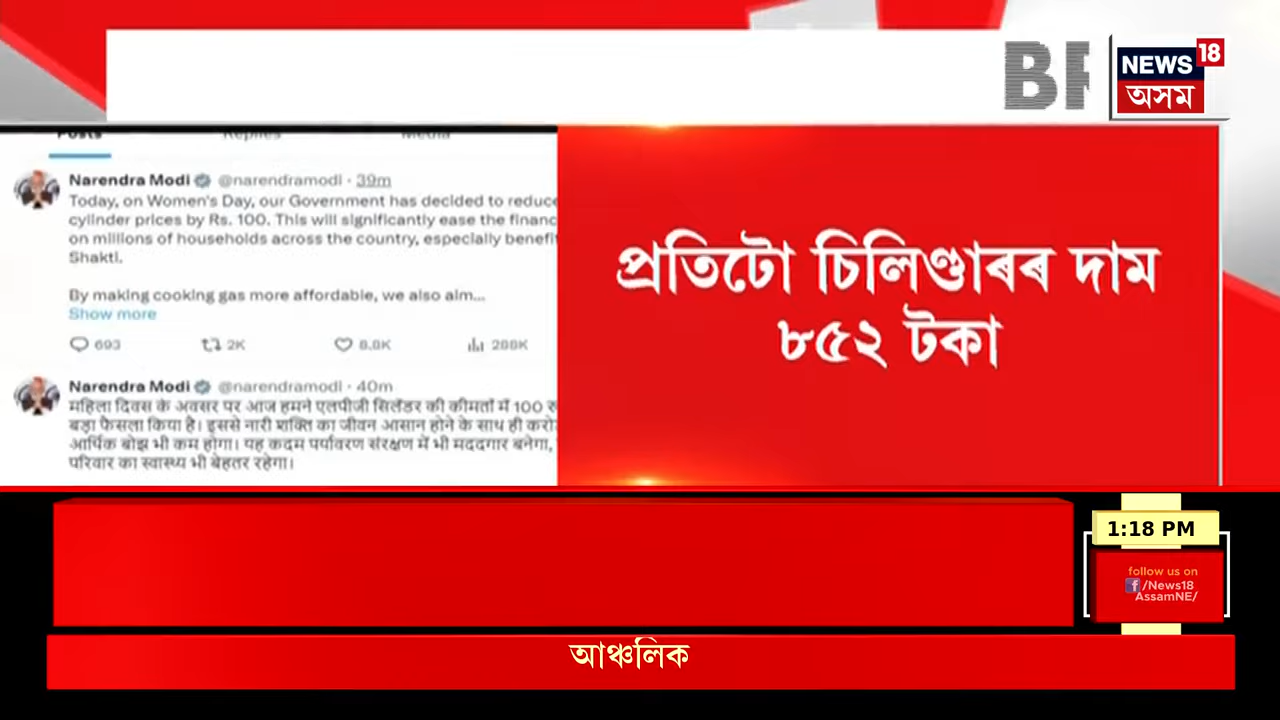 BR
NEWS 18
অসম
Posts Replies Media
Narendra Modi @narendramodi · 39m
Today, on Women's Day, our Government has decided to reduce
cylinder prices by Rs. 100. This will significantly ease the financ
on millions of households across the country, especially benefit
Shakti.
By making cooking gas more affordable, we also aim...
Show more
693 2K 8.8K 288K
Narendra Modi @narendramodi · 40m
महिला दिवस के अवसर पर आज हमने एलपीजी सिलेंडर की कीमतों में 100 रु
बड़ा फैसला किया है। इससे नारी शक्ति का जीवन आसान होने के साथ ही करो
आर्थिक बोझ भी कम होगा। यह कदम पर्यावरण संरक्षण में भी मददगार बनेगा,
परिवार का स्वास्थ्य भी बेहतर रहेगा।
প্ৰতিটো চিলিণ্ডাৰৰ দাম
৮৫২ টকা
1:18 PM
follow us on
/News18
AssamNE/
আঞ্চলিক